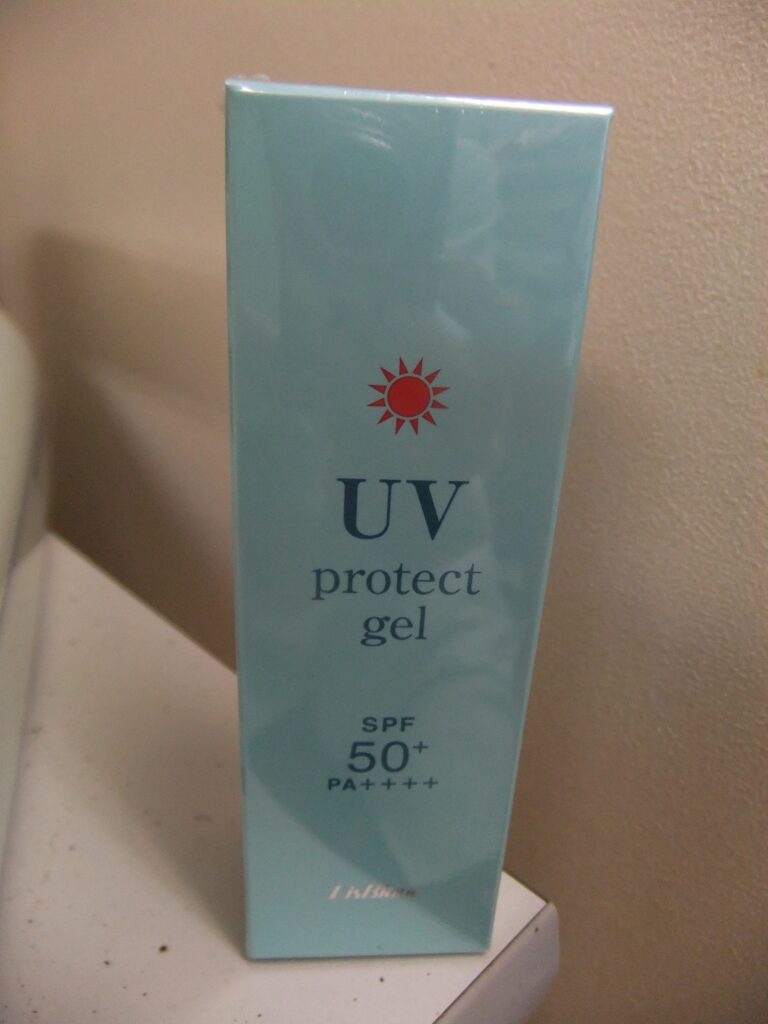 UV
protect
gel
SPF
50+
PA++++